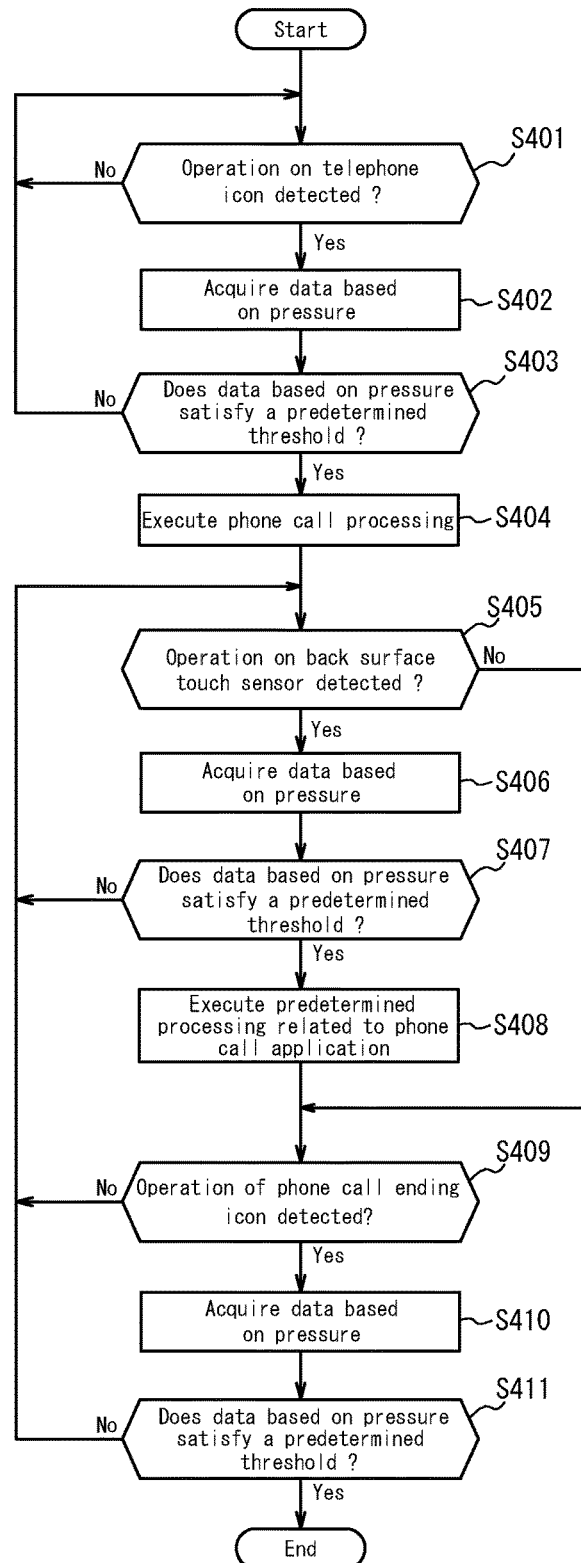 Start
S401
No
Operation on telephone
icon detected ?
Yes
Acquire data based
on pressure
S402
S403
No
Does data based on pressure
satisfy a predetermined
threshold ?
Yes
Execute phone call processing
S404
S405
Operation on back surface
touch sensor detected ?
No
Yes
Acquire data based
on pressure
S406
S407
No
Does data based on pressure
satisfy a predetermined
threshold ?
Yes
Execute predetermined
processing related to phone
call application
S408
S409
No
Operation of phone call ending
icon detected?
Yes
Acquire data based
on pressure
S410
S411
No
Does data based on pressure
satisfy a predetermined
threshold ?
Yes
End